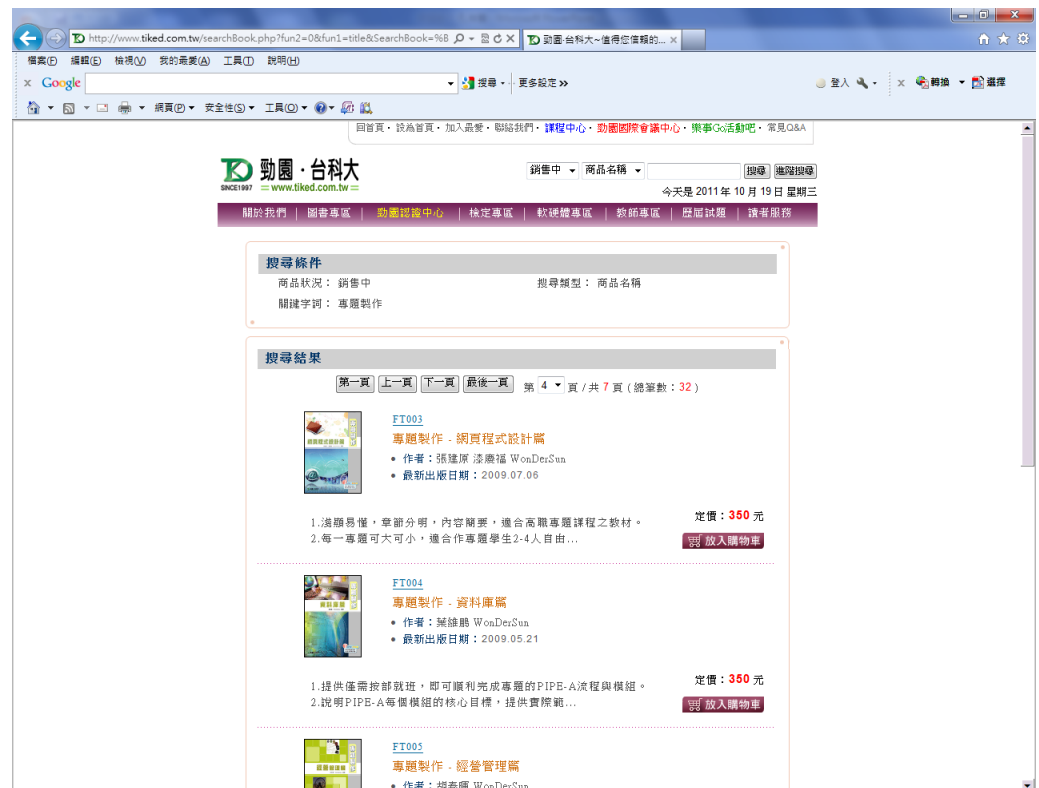 http://www.tiked.com.tw/searchBook.php?fun2=0&fun1=title&SearchBook=%6B
勁園·台科大~值得您信賴的...
檔案(F) 編輯(E) 檢視(V) 我的最愛(A) 工具(T) 說明(H)
Google 搜尋 更多設定 >> 登入 轉換 選擇
網頁(P) 安全性(S) 工具(O)
回首頁·設為首頁·加入最愛·聯絡我們·課程中心·勁園國際會議中心·樂事Go活動吧·常見Q&A
勁園·台科大
SINCE1997 www.tiked.com.tw
銷售中 商品名稱 搜尋 進階搜尋
今天是 2011 年 10 月 19 日 星期三
關於我們 | 圖書專區 | 勁園認證中心 | 檢定專區 | 軟硬體專區 | 教師專區 | 歷屆試題 | 讀者服務
搜尋條件
商品狀況： 銷售中 搜尋類型： 商品名稱
關鍵字詞： 專題製作
搜尋結果
第一頁 上一頁 下一頁 最後一頁 第 4 頁 / 共 7 頁 ( 總筆數：32 )
FT003
專題製作 - 網頁程式設計篇
• 作者：張建原 漆慶福 WonDerSun
• 最新出版日期：2009.07.06
1.淺顯易懂，章節分明，內容簡要，適合高職專題課程之教材。
2.每一專題可大可小，適合作專題學生2-4人自由...
定價：350 元
放入購物車
FT004
專題製作 - 資料庫篇
• 作者：葉維鵬 WonDerSun
• 最新出版日期：2009.05.21
1.提供僅需按部就班，即可順利完成專題的PIPE-A流程與模組。
2.說明PIPE-A每個模組的核心目標，提供實際範...
定價：350 元
放入購物車
FT005
專題製作 - 經營管理篇